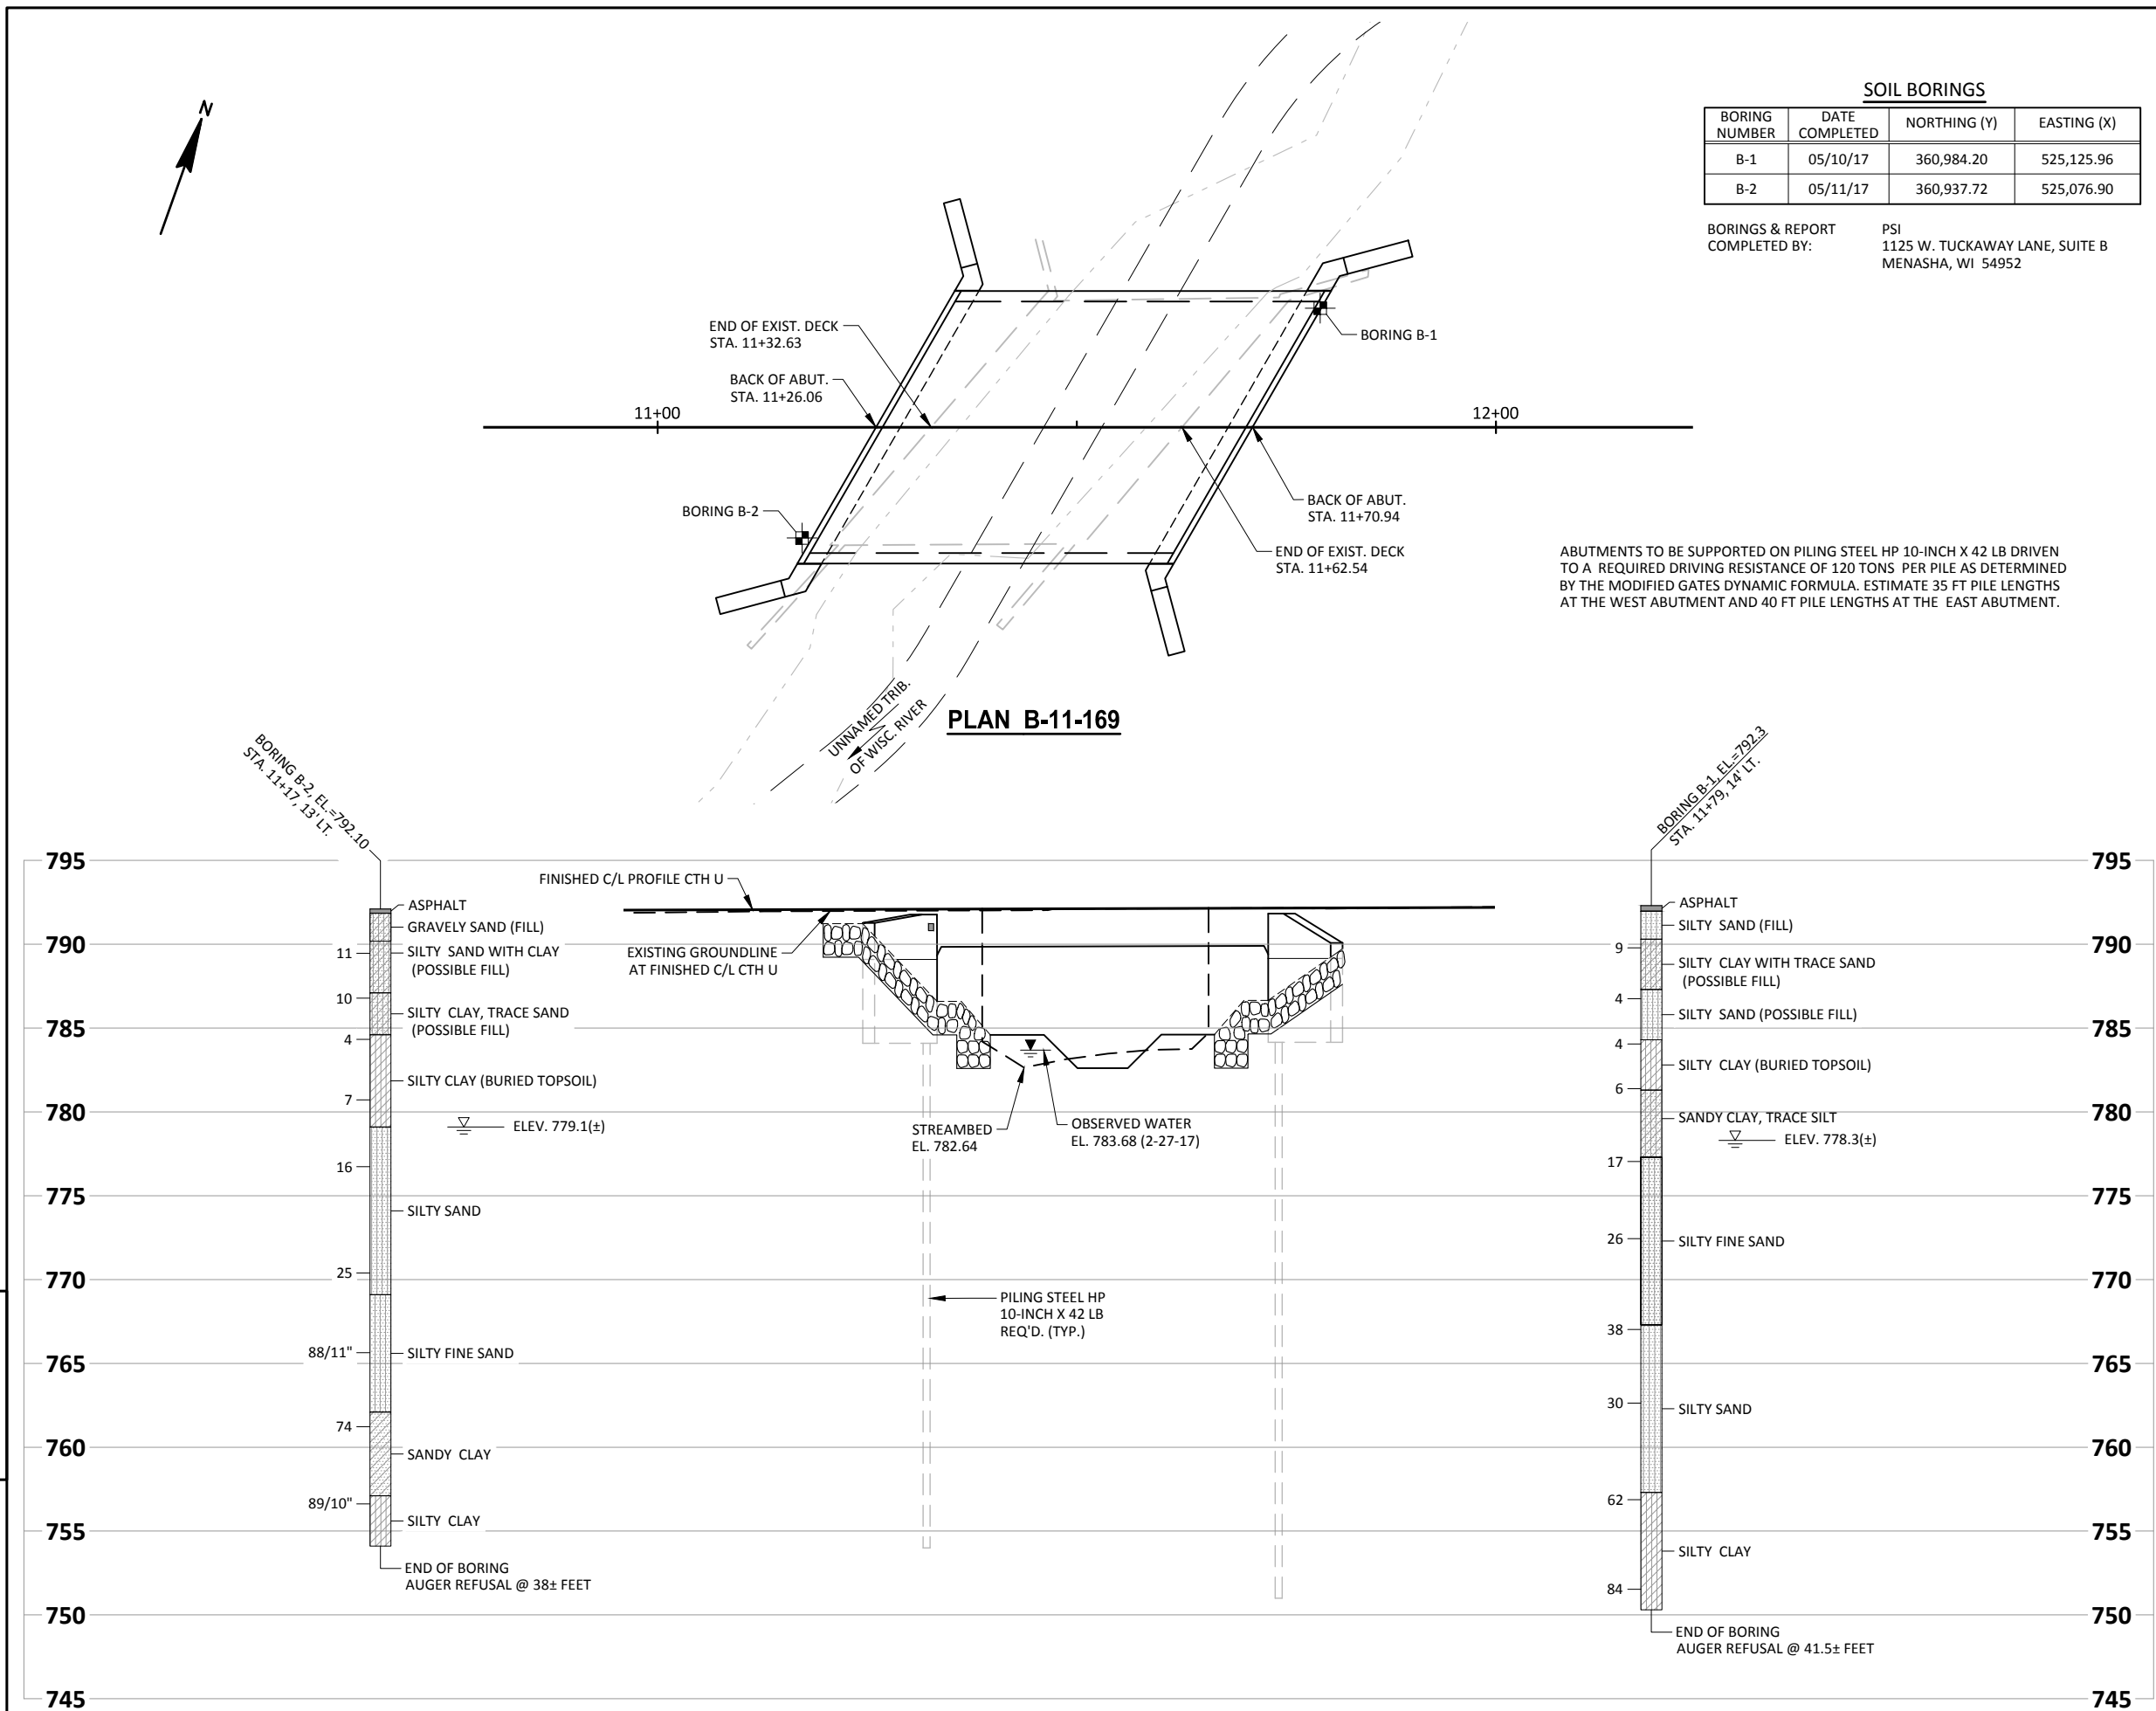 N
SOIL BORINGS
BORING NUMBER DATE COMPLETED NORTHING (Y) EASTING (X)
B-1 05/10/17 360,984.20 525,125.96
B-2 05/11/17 360,937.72 525,076.90
BORINGS & REPORT PSI
COMPLETED BY: 1125 W. TUCKAWAY LANE, SUITE B
MENASHA, WI 54952
END OF EXIST. DECK
STA. 11+32.63
BORING B-1
BACK OF ABUT.
STA. 11+26.06
11+00
12+00
BORING B-2
BACK OF ABUT.
STA. 11+70.94
END OF EXIST. DECK
STA. 11+62.54
ABUTMENTS TO BE SUPPORTED ON PILING STEEL HP 10-INCH X 42 LB DRIVEN
TO A REQUIRED DRIVING RESISTANCE OF 120 TONS PER PILE AS DETERMINED
BY THE MODIFIED GATES DYNAMIC FORMULA. ESTIMATE 35 FT PILE LENGTHS
AT THE WEST ABUTMENT AND 40 FT PILE LENGTHS AT THE EAST ABUTMENT.
UNNAMED TRIB.
OF WISC. RIVER
PLAN B-11-169
BORING B-2, EL.=792.10
STA. 11+17, 13' LT.
BORING B-1, EL.=792.3
STA. 11+79, 14' LT.
795
790
785
780
775
770
765
760
755
750
745
ASPHALT
GRAVELY SAND (FILL)
11
SILTY SAND WITH CLAY
(POSSIBLE FILL)
10
SILTY CLAY, TRACE SAND
(POSSIBLE FILL)
4
SILTY CLAY (BURIED TOPSOIL)
7
ELEV. 779.1(±)
16
SILTY SAND
25
88/11"
SILTY FINE SAND
74
SANDY CLAY
89/10"
SILTY CLAY
END OF BORING
AUGER REFUSAL @ 38± FEET
FINISHED C/L PROFILE CTH U
EXISTING GROUNDLINE
AT FINISHED C/L CTH U
STREAMBED
EL. 782.64
OBSERVED WATER
EL. 783.68 (2-27-17)
PILING STEEL HP
10-INCH X 42 LB
REQ'D. (TYP.)
ASPHALT
SILTY SAND (FILL)
9
SILTY CLAY WITH TRACE SAND
(POSSIBLE FILL)
4
SILTY SAND (POSSIBLE FILL)
4
SILTY CLAY (BURIED TOPSOIL)
6
SANDY CLAY, TRACE SILT
ELEV. 778.3(±)
17
26
SILTY FINE SAND
38
30
SILTY SAND
62
SILTY CLAY
84
END OF BORING
AUGER REFUSAL @ 41.5± FEET
795
790
785
780
775
770
765
760
755
750
745